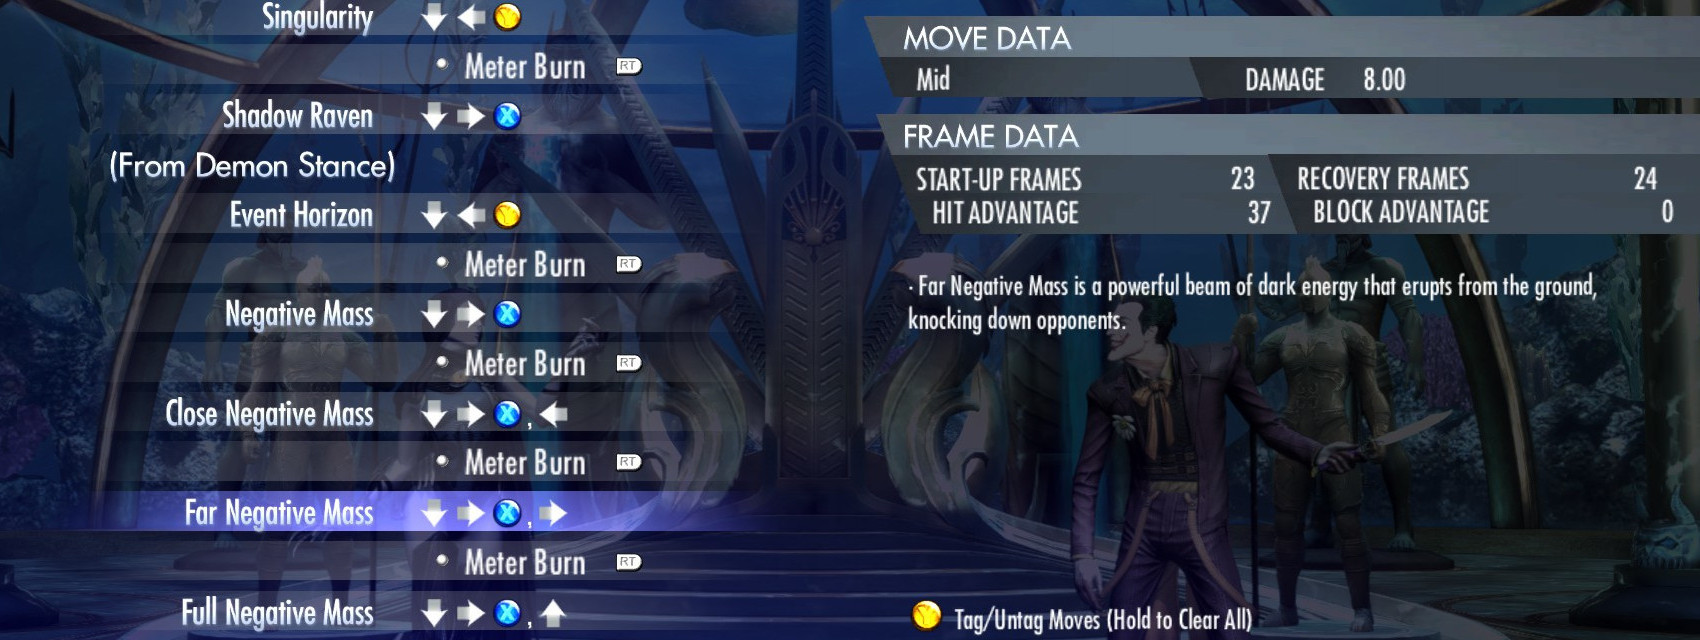 Singularity
Meter Burn RT
Shadow Raven X
(From Demon Stance)
Event Horizon Y
Meter Burn RT
Negative Mass X
Meter Burn RT
Close Negative Mass X ,
Meter Burn RT
Far Negative Mass X ,
Meter Burn RT
Full Negative Mass X ,
MOVE DATA
Mid DAMAGE 8.00
FRAME DATA
START-UP FRAMES 23 RECOVERY FRAMES 24
HIT ADVANTAGE 37 BLOCK ADVANTAGE 0
· Far Negative Mass is a powerful beam of dark energy that erupts from the ground,
knocking down opponents.
Y Tag/Untag Moves (Hold to Clear All)